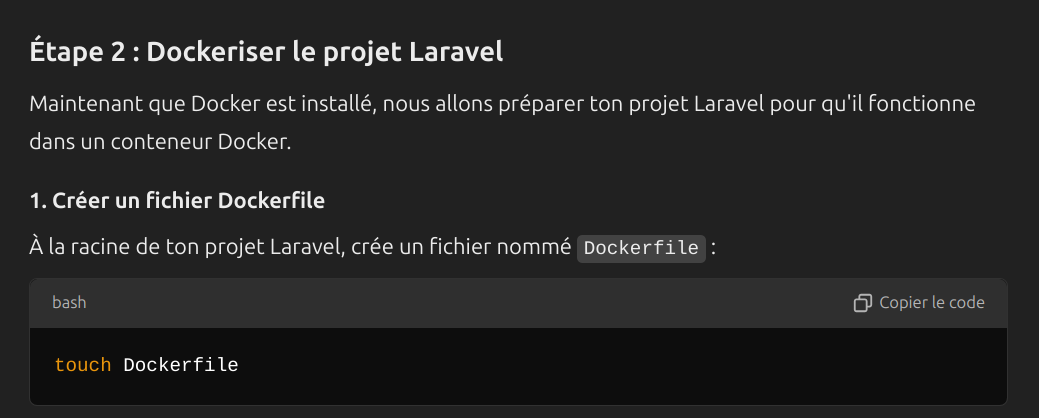 Étape 2 : Dockeriser le projet Laravel
Maintenant que Docker est installé, nous allons préparer ton projet Laravel pour qu'il fonctionne
dans un conteneur Docker.
1. Créer un fichier Dockerfile
À la racine de ton projet Laravel, crée un fichier nommé Dockerfile :
bash
Copier le code
touch Dockerfile